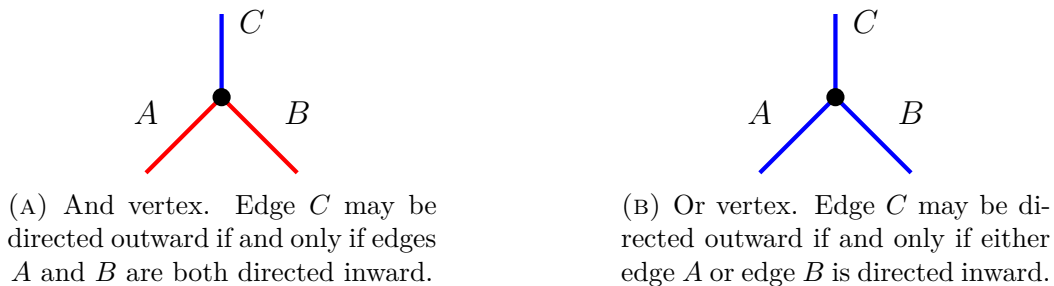 C
A
B
(A) And vertex. Edge C may be
directed outward if and only if edges
A and B are both directed inward.
C
A
B
(B) Or vertex. Edge C may be di-
rected outward if and only if either
edge A or edge B is directed inward.